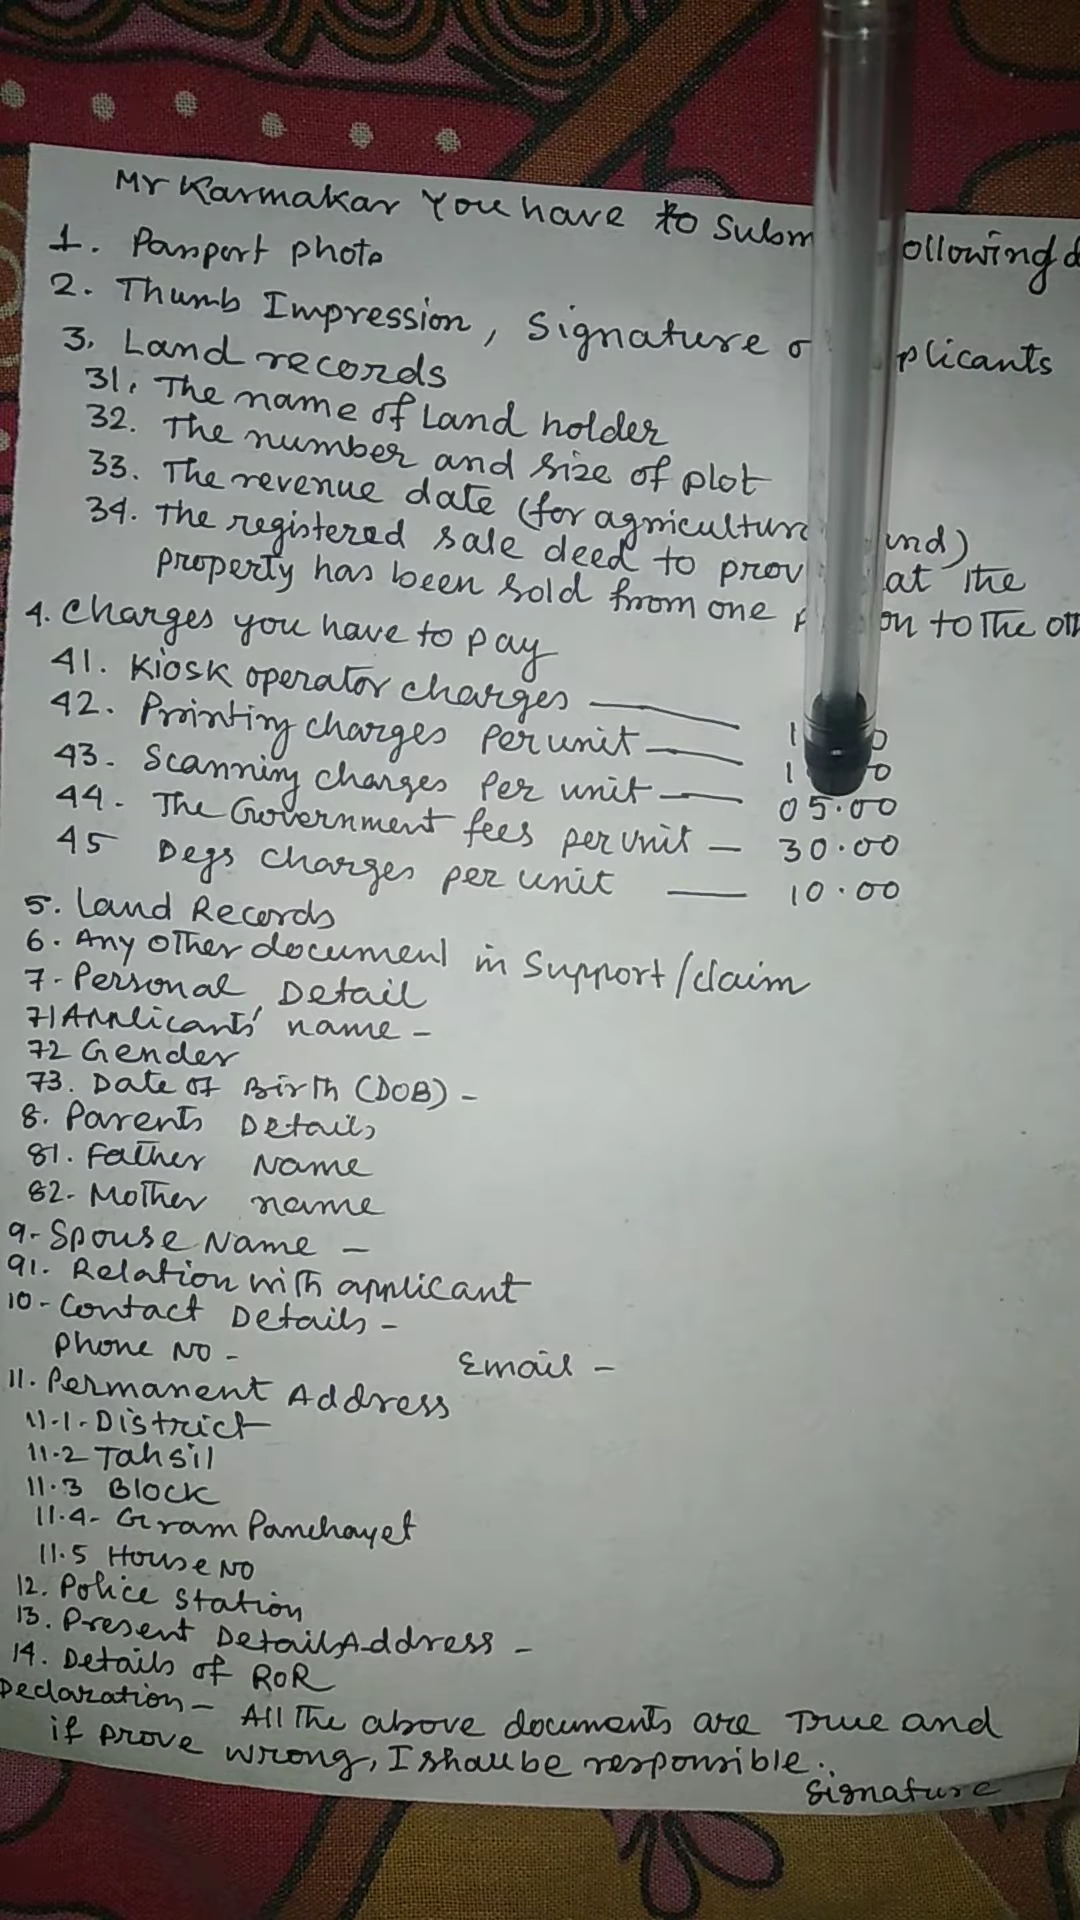 Mr Karmakar You have to subm ollowing d
1. Passport photo
2. Thumb Impression, Signature o plicants
3. Land records
31. The name of Land holder
32. The number and size of plot
33. The revenue date (for agricultura and)
34. The registered sale deed to prov at the
property has been sold from one p on to the oth
4. Charges you have to pay
41. Kiosk operator charges —
42. Printing charges per unit —
43. Scanning charges per unit — 05.00
44. The Government fees per unit — 30.00
45 Degs charges per unit — 10.00
5. Land Records
6. Any other document in support/claim
7. Personal Detail
71 Applicants' name -
72 Gender
73. Date of Birth (DOB) -
8. Parents Details
81. Father Name
82. Mother name
9- Spouse Name -
91. Relation with applicant
10- Contact Details -
Phone No - Email -
11. Permanent Address
11.1. District
11.2 Tahsil
11.3 Block
11.4- Gram Panchayet
11.5 House No
12. Police Station
13. Present Details Address -
14. Details of ROR
Declaration - All the above documents are True and
if prove wrong, I shall be responsible.
Signature